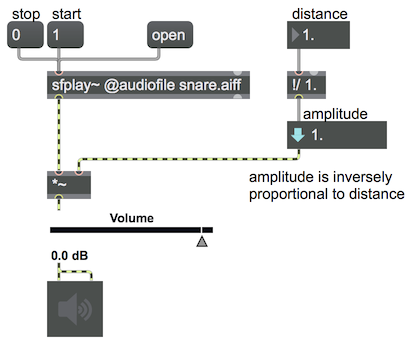 stop start distance
0 1 open 1.
sfplay~ @audiofile snare.aiff !/ 1.
amplitude
1.
*~
amplitude is inversely
proportional to distance
Volume
0.0 dB